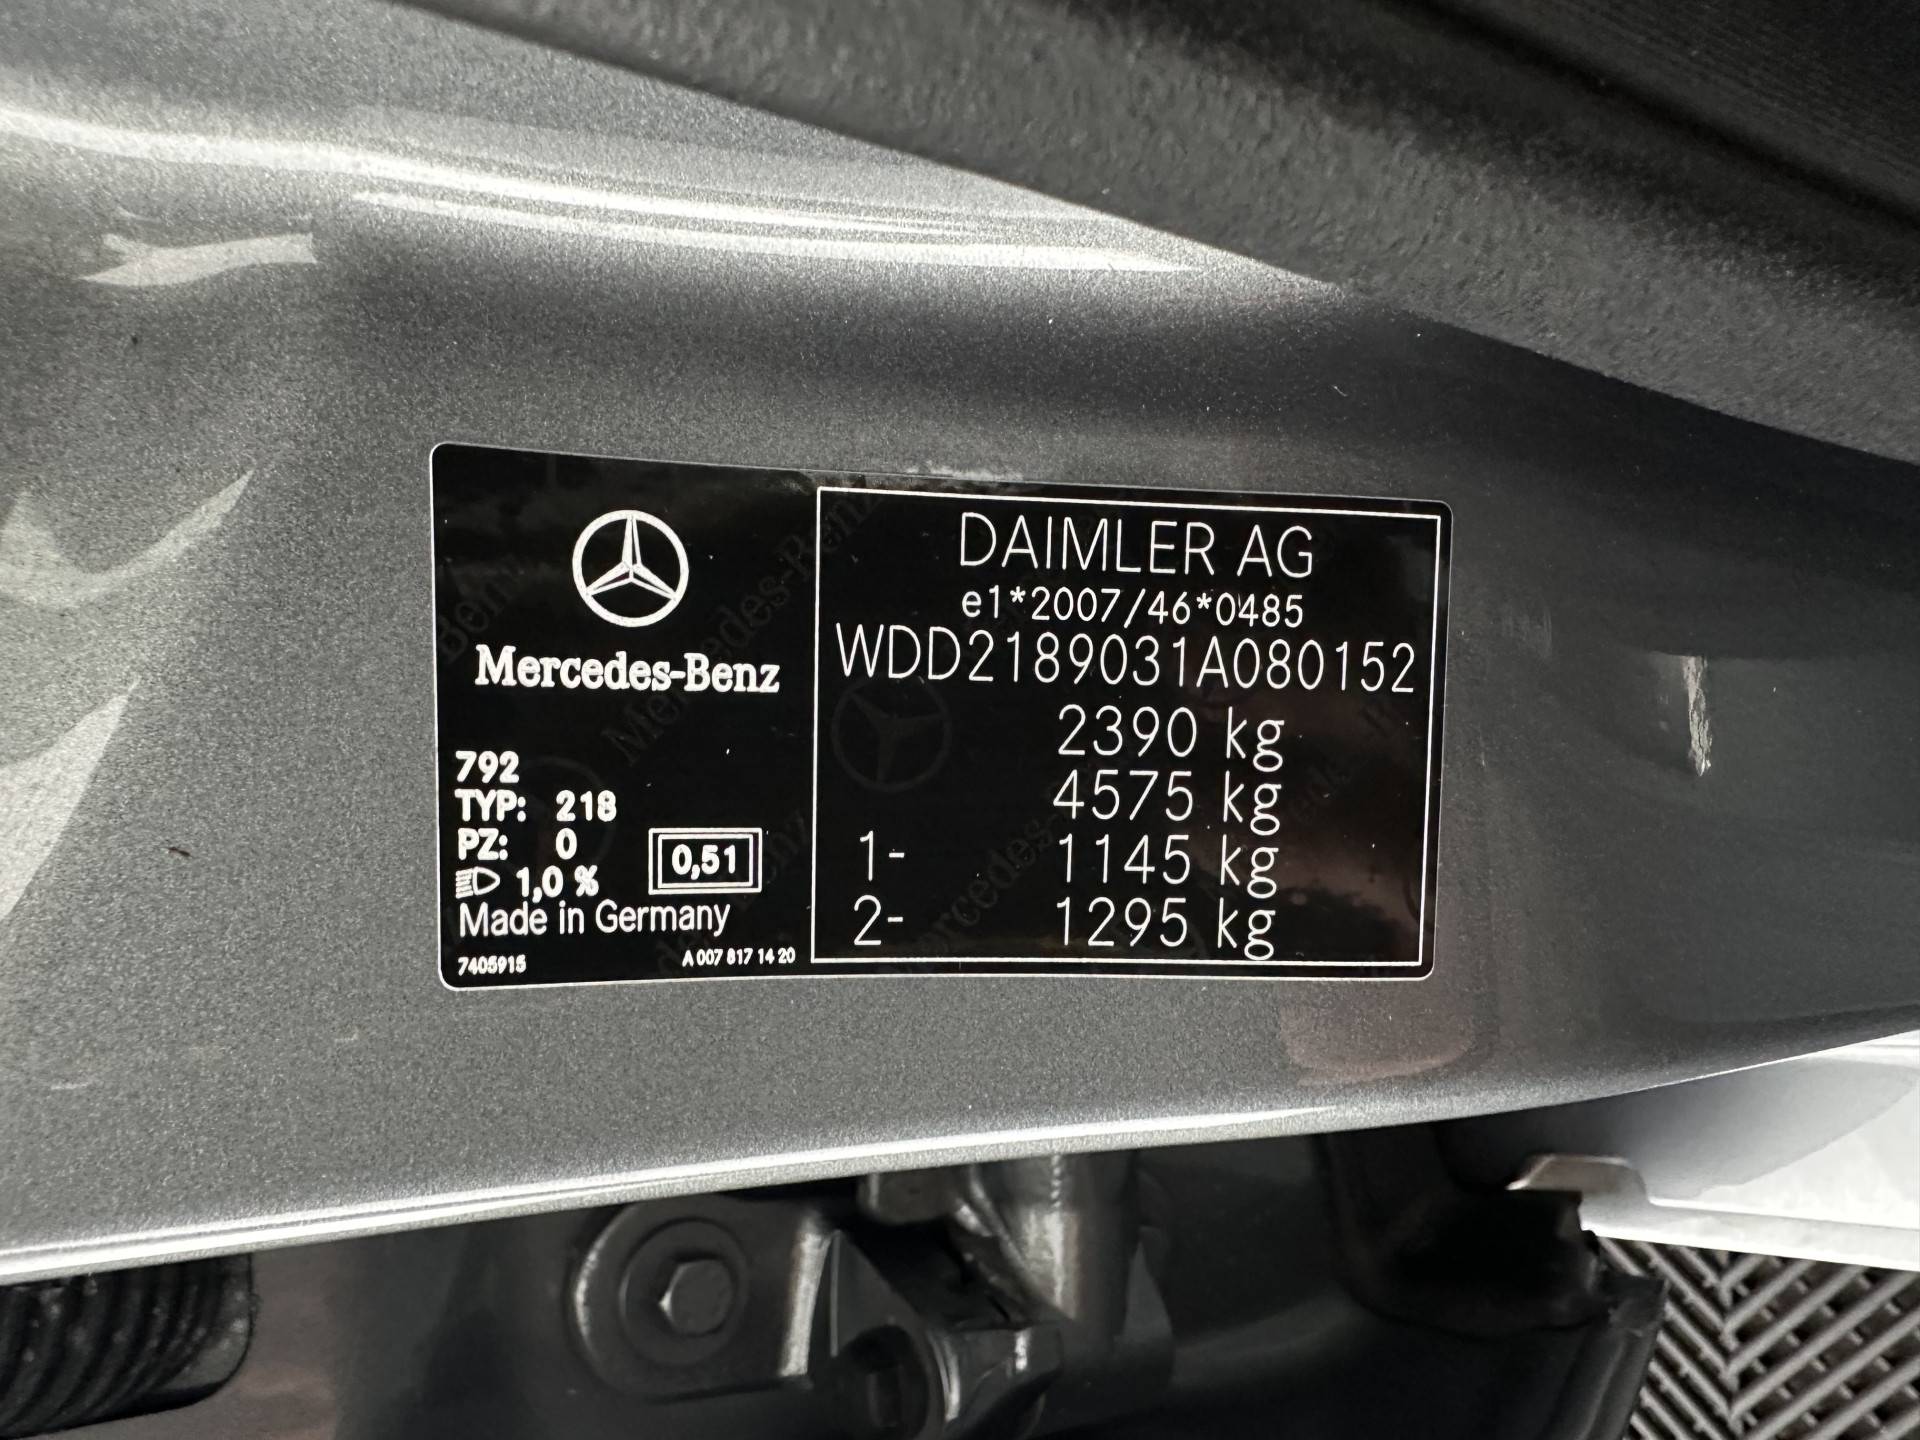 Mercedes-Benz
792
TYP: 218
PZ: 0
1,0 %
0,51
Made in Germany
7405915
A 007 817 14 20
DAIMLER AG
e1*2007/46*0485
WDD2189031A080152
2390 kg
4575 kg
1- 1145 kg
2- 1295 kg